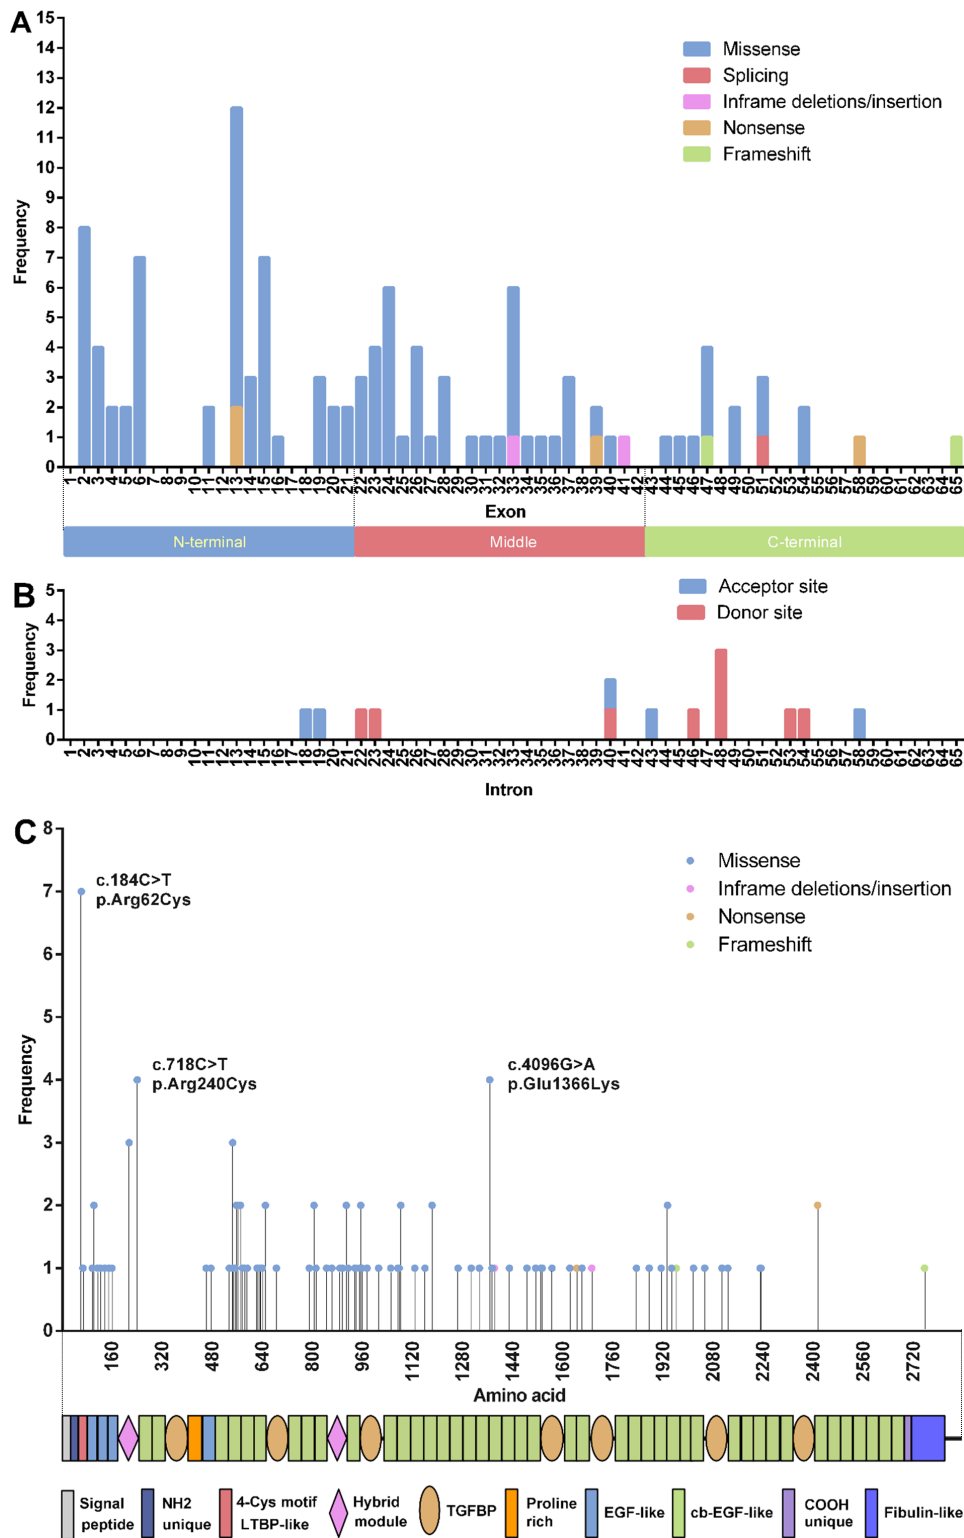 A
15
14
13
12
11
10
9
8
7
6
5
4
3
2
1
0
Frequency
Missense
Splicing
Inframe deletions/insertion
Nonsense
Frameshift
1 2 3 4 5 6 7 8 9 10 11 12 13 14 15 16 17 18 19 20 21 22 23 24 25 26 27 28 29 30 31 32 33 34 35 36 37 38 39 40 41 42 43 44 45 46 47 48 49 50 51 52 53 54 55 56 57 58 59 60 61 62 63 64 65
Exon
N-terminal Middle C-terminal
B
5
4
3
2
1
0
Frequency
Acceptor site
Donor site
1 2 3 4 5 6 7 8 9 10 11 12 13 14 15 16 17 18 19 20 21 22 23 24 25 26 27 28 29 30 31 32 33 34 35 36 37 38 39 40 41 42 43 44 45 46 47 48 49 50 51 52 53 54 55 56 57 58 59 60 61 62 63 64 65
Intron
C
8
7
6
5
4
3
2
1
0
Frequency
c.184C>T
p.Arg62Cys
c.718C>T
p.Arg240Cys
c.4096G>A
p.Glu1366Lys
Missense
Inframe deletions/insertion
Nonsense
Frameshift
160 320 480 640 800 960 1120 1280 1440 1600 1760 1920 2080 2240 2400 2560 2720
Amino acid
Signal peptide
NH2 unique
4-Cys motif LTBP-like
Hybrid module
TGFBP
Proline rich
EGF-like
cb-EGF-like
COOH unique
Fibulin-like